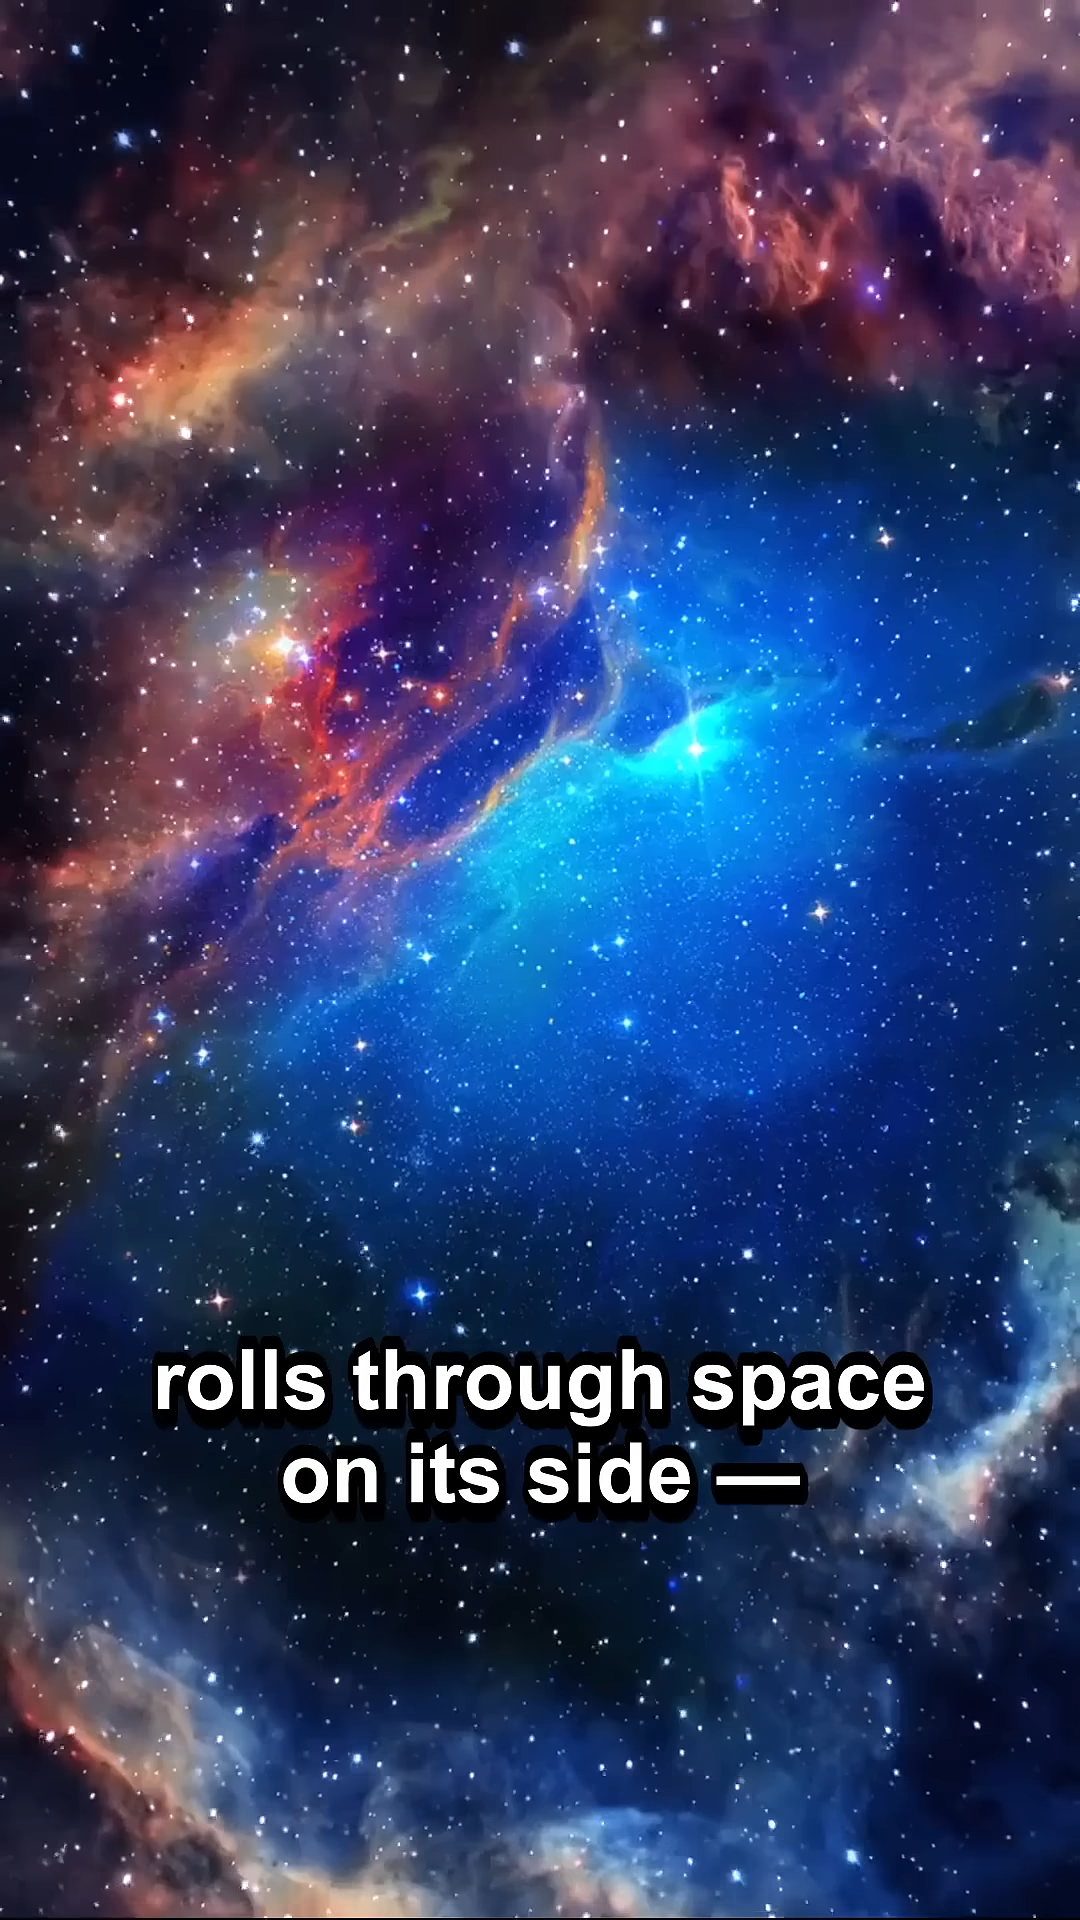 rolls through space
on its side —